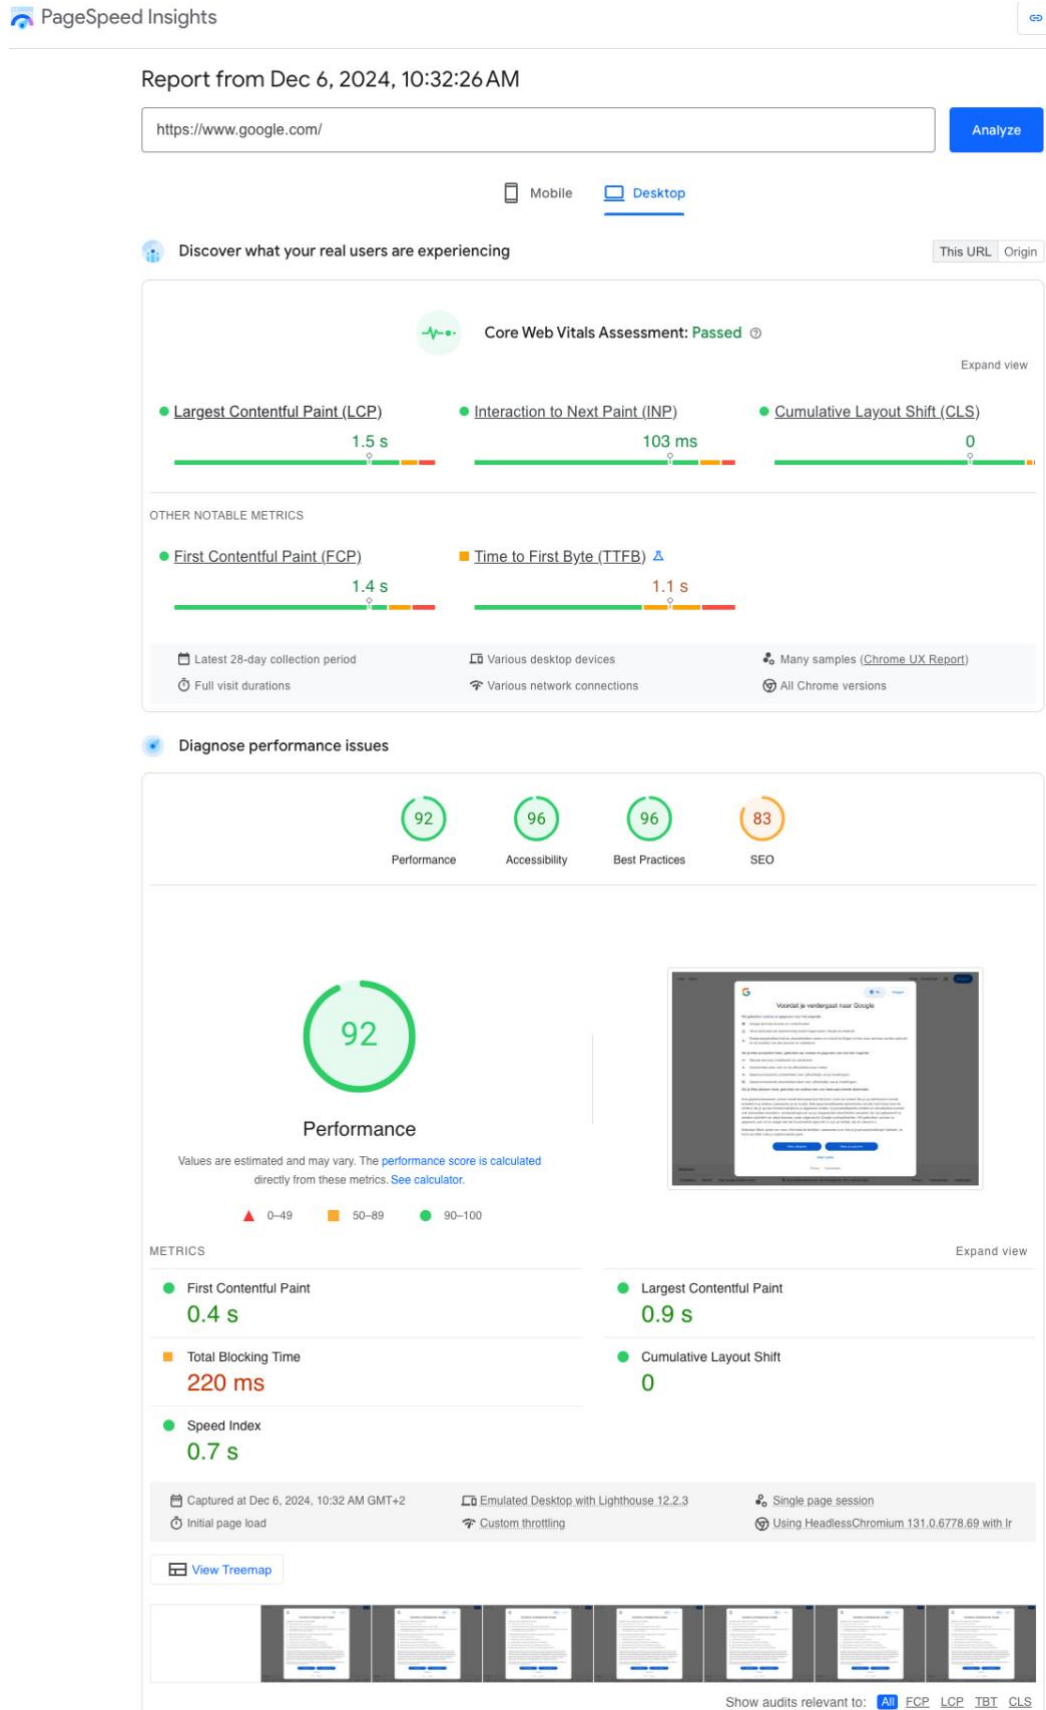 PageSpeed Insights
Report from Dec 6, 2024, 10:32:26 AM
https://www.google.com/
Analyze
Mobile
Desktop
Discover what your real users are experiencing
This URL Origin
Core Web Vitals Assessment: Passed
Expand view
Largest Contentful Paint (LCP)
1.5 s
Interaction to Next Paint (INP)
103 ms
Cumulative Layout Shift (CLS)
0
OTHER NOTABLE METRICS
First Contentful Paint (FCP)
1.4 s
Time to First Byte (TTFB)
1.1 s
Latest 28-day collection period
Various desktop devices
Many samples (Chrome UX Report)
Full visit durations
Various network connections
All Chrome versions
Diagnose performance issues
92
Performance
96
Accessibility
96
Best Practices
83
SEO
92
Performance
Values are estimated and may vary. The performance score is calculated
directly from these metrics. See calculator.
0–49
50–89
90–100
Voordat je verdergaat naar Google
METRICS
Expand view
First Contentful Paint
0.4 s
Largest Contentful Paint
0.9 s
Total Blocking Time
220 ms
Cumulative Layout Shift
0
Speed Index
0.7 s
Captured at Dec 6, 2024, 10:32 AM GMT+2
Emulated Desktop with Lighthouse 12.2.3
Single page session
Initial page load
Custom throttling
Using HeadlessChromium 131.0.6778.69 with lr
View Treemap
Show audits relevant to: All FCP LCP TBT CLS